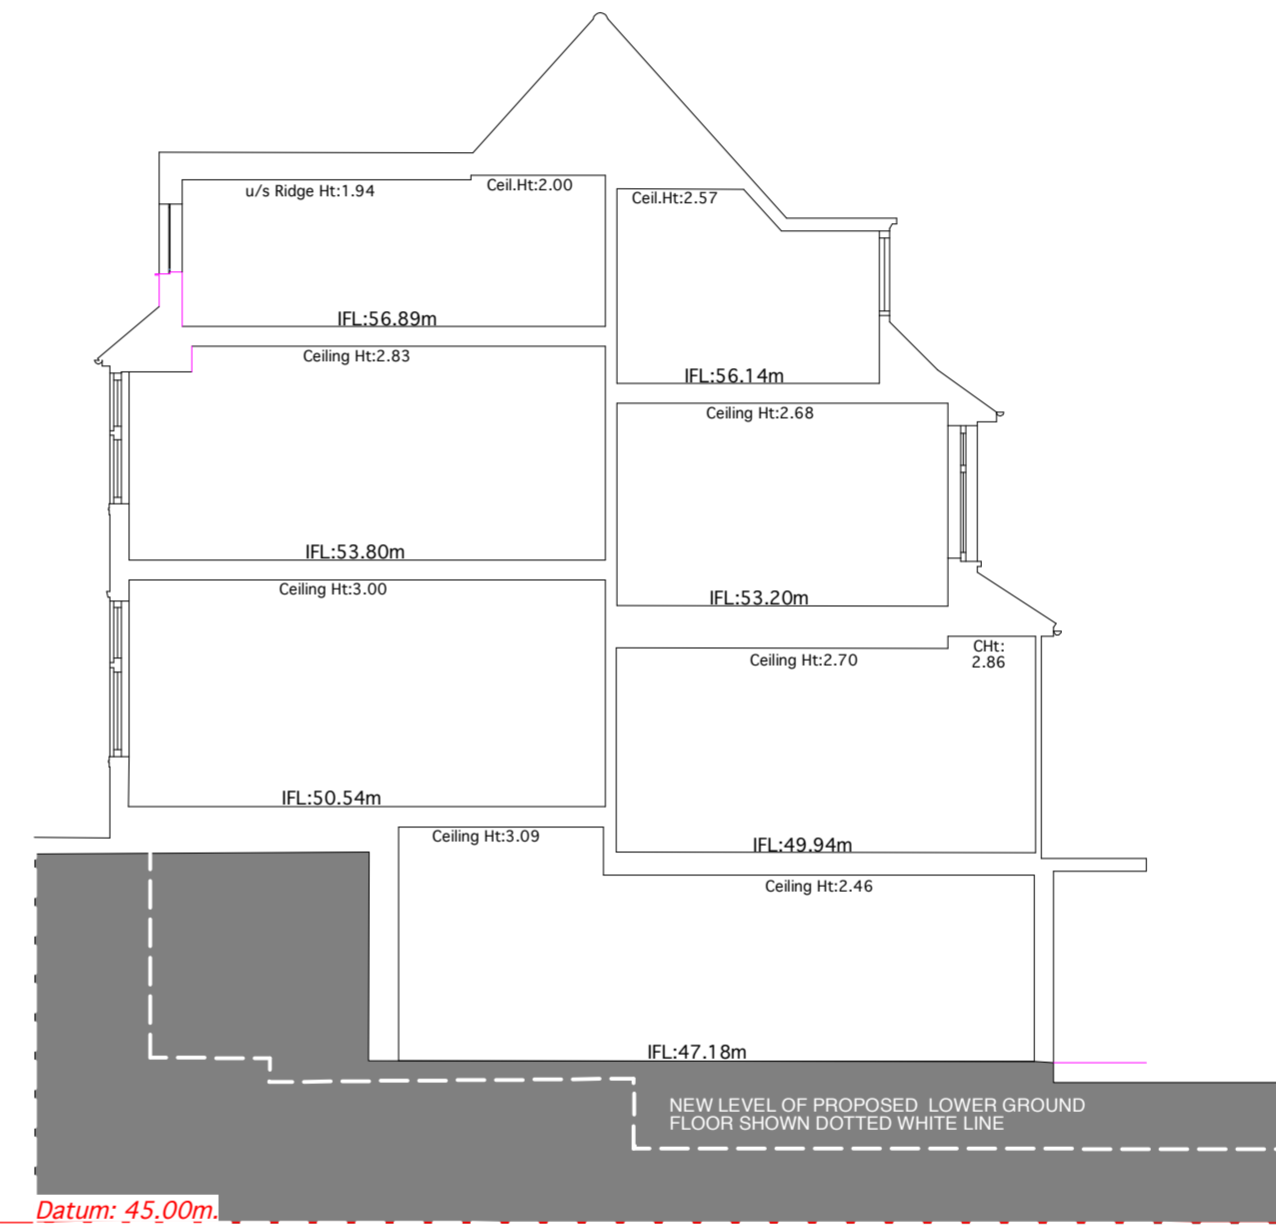 u/s Ridge Ht:1.94
Ceil.Ht:2.00
Ceil.Ht:2.57
IFL:56.89m
Ceiling Ht:2.83
IFL:56.14m
Ceiling Ht:2.68
IFL:53.80m
Ceiling Ht:3.00
IFL:53.20m
CHt:
2.86
Ceiling Ht:2.70
IFL:50.54m
Ceiling Ht:3.09
IFL:49.94m
Ceiling Ht:2.46
IFL:47.18m
NEW LEVEL OF PROPOSED LOWER GROUND
FLOOR SHOWN DOTTED WHITE LINE
Datum: 45.00m.